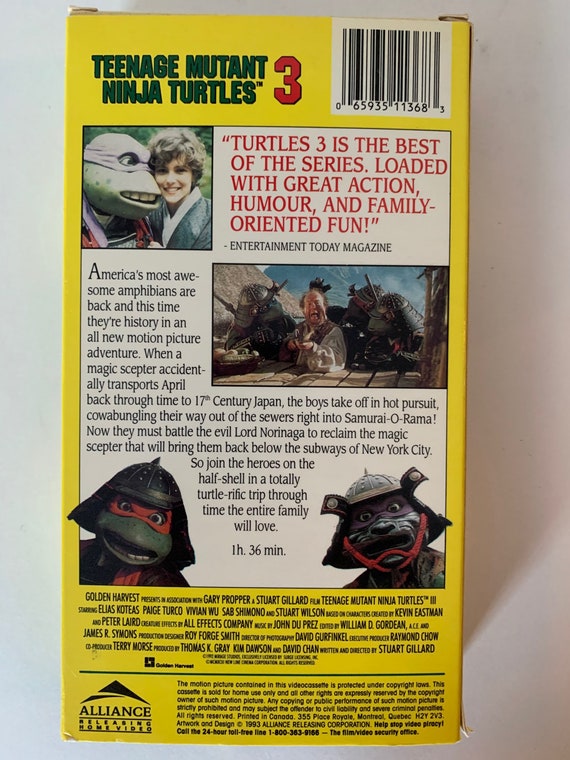 TEENAGE MUTANT
NINJA TURTLES™ 3
0 65935 11368 3
"TURTLES 3 IS THE BEST
OF THE SERIES. LOADED
WITH GREAT ACTION,
HUMOUR, AND FAMILY-
ORIENTED FUN!"
- ENTERTAINMENT TODAY MAGAZINE
America's most awe-
some amphibians are
back and this time
they're history in an
all new motion picture
adventure. When a
magic scepter accident-
ally transports April
back through time to 17th Century Japan, the boys take off in hot pursuit,
cowabungling their way out of the sewers right into Samurai-O-Rama!
Now they must battle the evil Lord Norinaga to reclaim the magic
scepter that will bring them back below the subways of New York City.
So join the heroes on the
half-shell in a totally
turtle-rific trip through
time the entire family
will love.
1h. 36 min.
GOLDEN HARVEST PRESENTS IN ASSOCIATION WITH GARY PROPPER A STUART GILLARD FILM TEENAGE MUTANT NINJA TURTLES™ III
STARRING ELIAS KOTEAS PAIGE TURCO VIVIAN WU SAB SHIMONO AND STUART WILSON BASED ON CHARACTERS CREATED BY KEVIN EASTMAN
AND PETER LAIRD CREATURE EFFECTS BY ALL EFFECTS COMPANY MUSIC BY JOHN DU PREZ EDITED BY WILLIAM D. GORDEAN, A.C.E. AND
JAMES R. SYMONS PRODUCTION DESIGNER ROY FORGE SMITH DIRECTOR OF PHOTOGRAPHY DAVID GURFINKEL EXECUTIVE PRODUCER RAYMOND CHOW
CO-PRODUCER TERRY MORSE PRODUCED BY THOMAS K. GRAY KIM DAWSON AND DAVID CHAN WRITTEN AND DIRECTED BY STUART GILLARD
Golden Harvest
ALLIANCE
RELEASING
HOME VIDEO
The motion picture contained in this videocassette is protected under copyright laws. This
cassette is sold for home use only and all other rights are expressly reserved by the copyright
owner of such motion picture. Any copying or public performance of such motion picture is
strictly prohibited and may subject the offender to civil liability and severe criminal penalties.
All rights reserved. Printed in Canada. 355 Place Royale, Montreal, Quebec H2Y 2V3.
Artwork and Design © 1993 ALLIANCE RELEASING CORPORATION. Help stop video piracy!
Call the 24-hour toll-free line 1-800-363-9166 — The film/video security office.